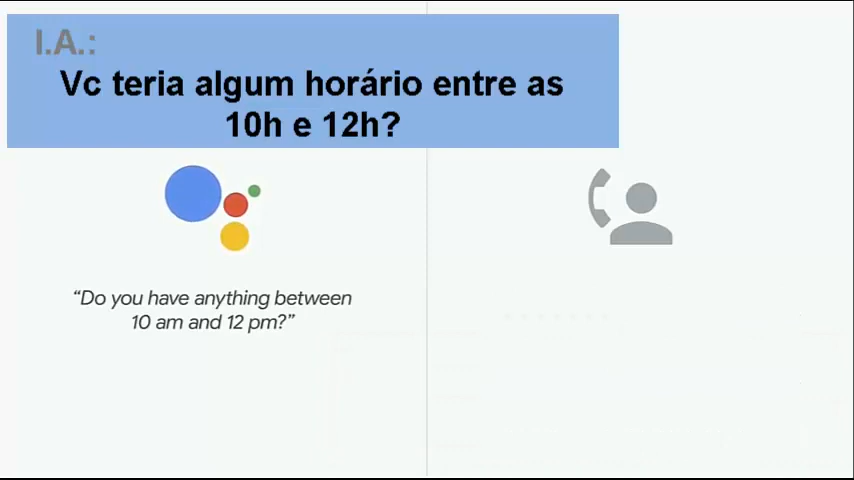 I.A.:
Vc teria algum horário entre as
10h e 12h?
“Do you have anything between
10 am and 12 pm?”